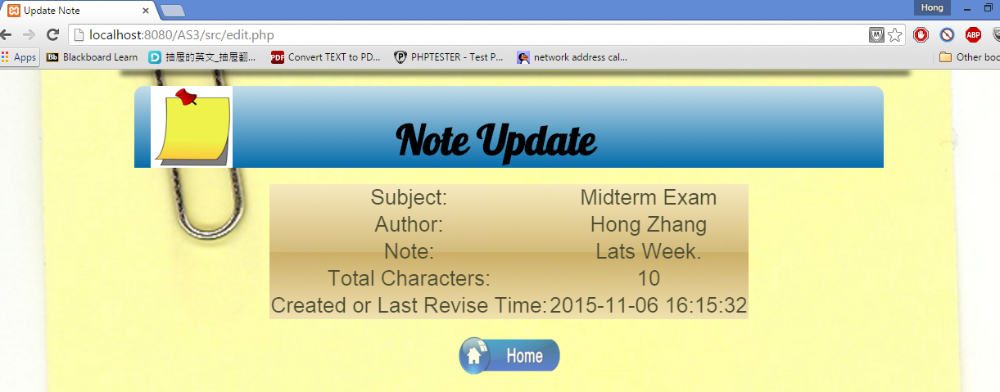 Update Note
Hong
localhost:8080/AS3/src/edit.php
ABP
Apps Bb Blackboard Learn 抽屉的英文_抽屉翻... PDF Convert TEXT to PD... PHPTESTER - Test P... network address cal... Other boo
Note Update
Subject: Midterm Exam
Author: Hong Zhang
Note: Lats Week.
Total Characters: 10
Created or Last Revise Time: 2015-11-06 16:15:32
Home